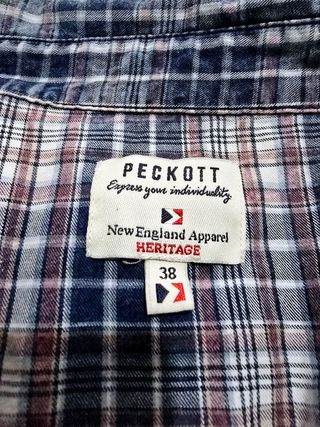 PECKOTT
Express your individuality
New England Apparel
HERITAGE
38